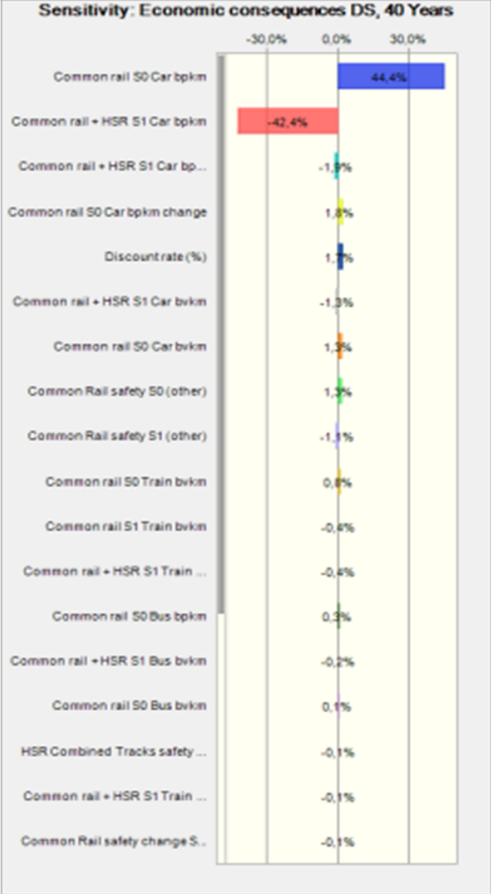 Sensitivity: Economic consequences DS, 40 Years
-30,0% 0,0% 30,0%
Common rail S0 Car bpkm 44,4%
Common rail + HSR S1 Car bpkm -42,4%
Common rail + HSR S1 Car bp... -1,9%
Common rail S0 Car bpkm change 1,8%
Discount rate (%) 1,7%
Common rail + HSR S1 Car bvkm -1,3%
Common rail S0 Car bvkm 1,3%
Common Rail safety S0 (other) 1,3%
Common Rail safety S1 (other) -1,1%
Common rail S0 Train bvkm 0,8%
Common rail S1 Train bvkm -0,4%
Common rail + HSR S1 Train ... -0,4%
Common rail S0 Bus bpkm 0,3%
Common rail +HSR S1 Bus bvkm -0,2%
Common rail S0 Bus bvkm 0,1%
HSR Combined Tracks safety ... -0,1%
Common rail + HSR S1 Train ... -0,1%
Common Rail safety change S... -0,1%